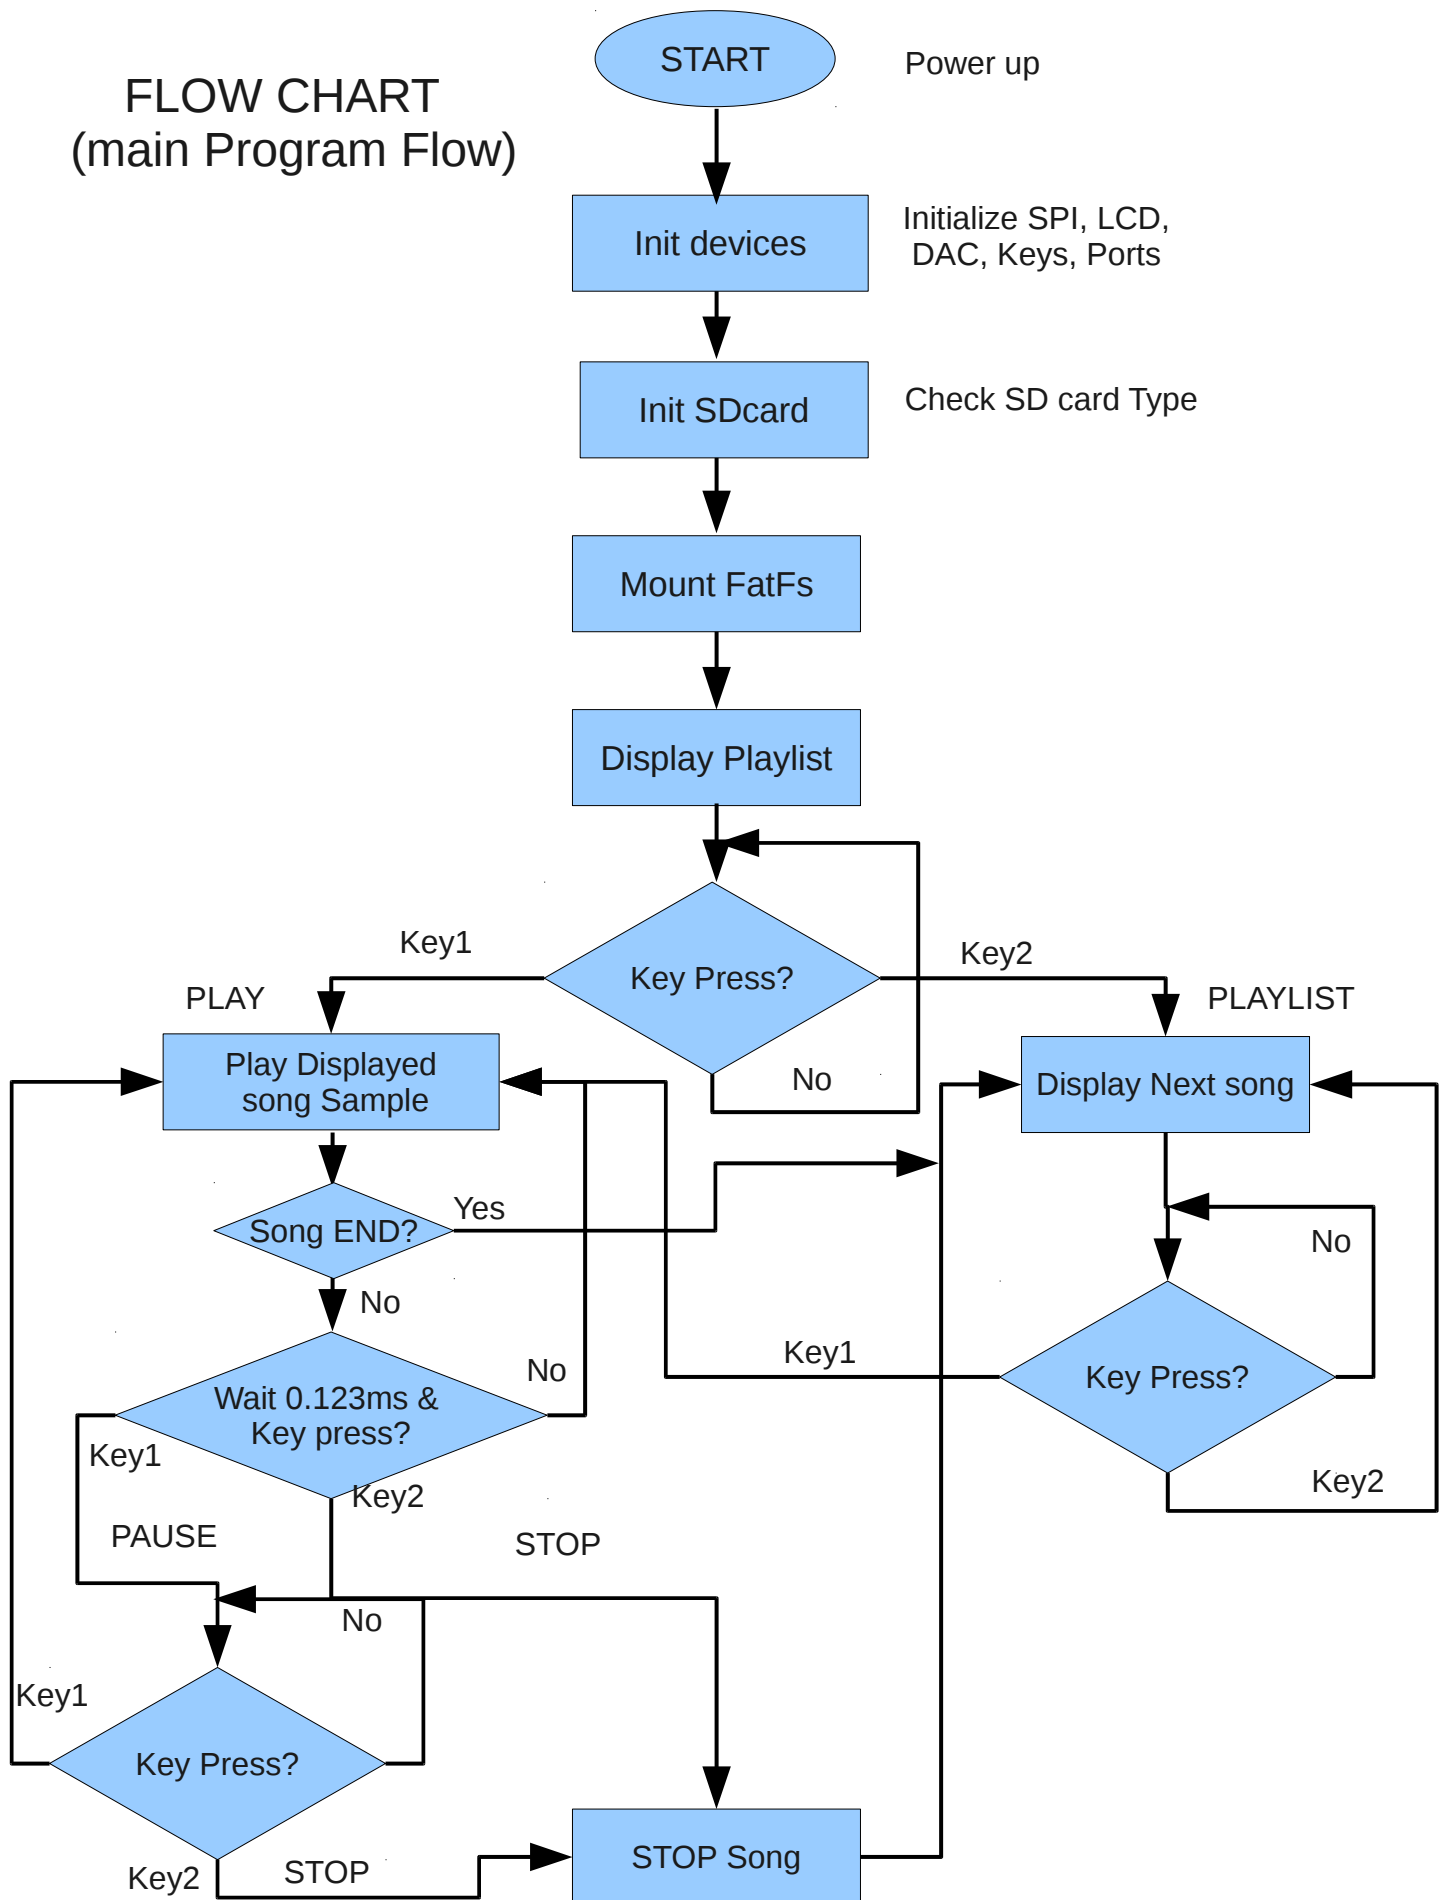 START
Power up
FLOW CHART
(main Program Flow)
Init devices
Initialize SPI, LCD,
DAC, Keys, Ports
Init SDcard
Check SD card Type
Mount FatFs
Display Playlist
Key1
Key Press?
Key2
PLAY
PLAYLIST
Play Displayed
song Sample
No
Display Next song
Song END?
Yes
No
No
Key1
Key Press?
No
Wait 0.123ms &
Key press?
Key1
Key2
Key2
PAUSE
STOP
No
Key1
Key Press?
Key2
STOP
STOP Song